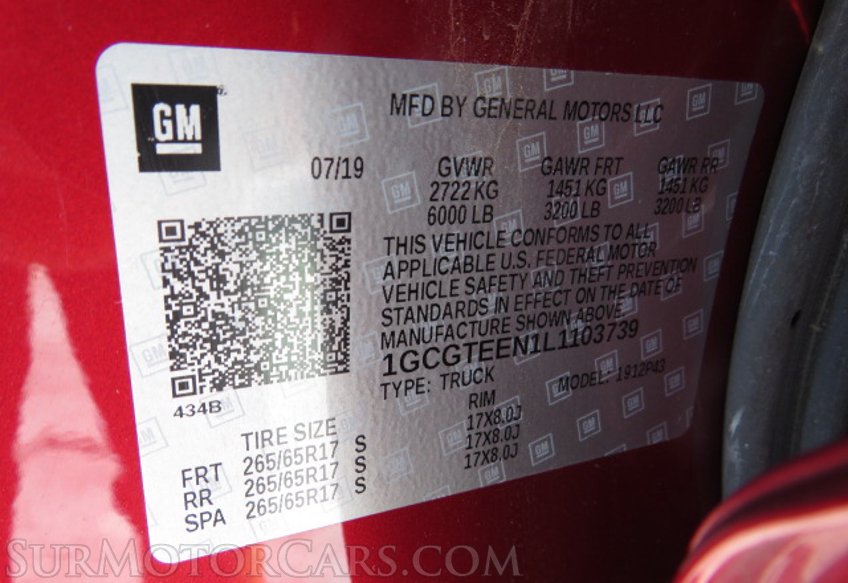 GM
MFD BY GENERAL MOTORS LLC
07/19 GVWR GAWR FRT GAWR RR
2722 KG 1451 KG 1451 KG
6000 LB 3200 LB 3200 LB
THIS VEHICLE CONFORMS TO ALL
APPLICABLE U.S. FEDERAL MOTOR
VEHICLE SAFETY AND THEFT PREVENTION
STANDARDS IN EFFECT ON THE DATE OF
MANUFACTURE SHOWN ABOVE
1GCGTEEN1L1103739
TYPE: TRUCK MODEL: 1912P43
434B
TIRE SIZE RIM
FRT 265/65R17 S 17X8.0J
RR 265/65R17 S 17X8.0J
SPA 265/65R17 S 17X8.0J
SURMOTORCARS.COM